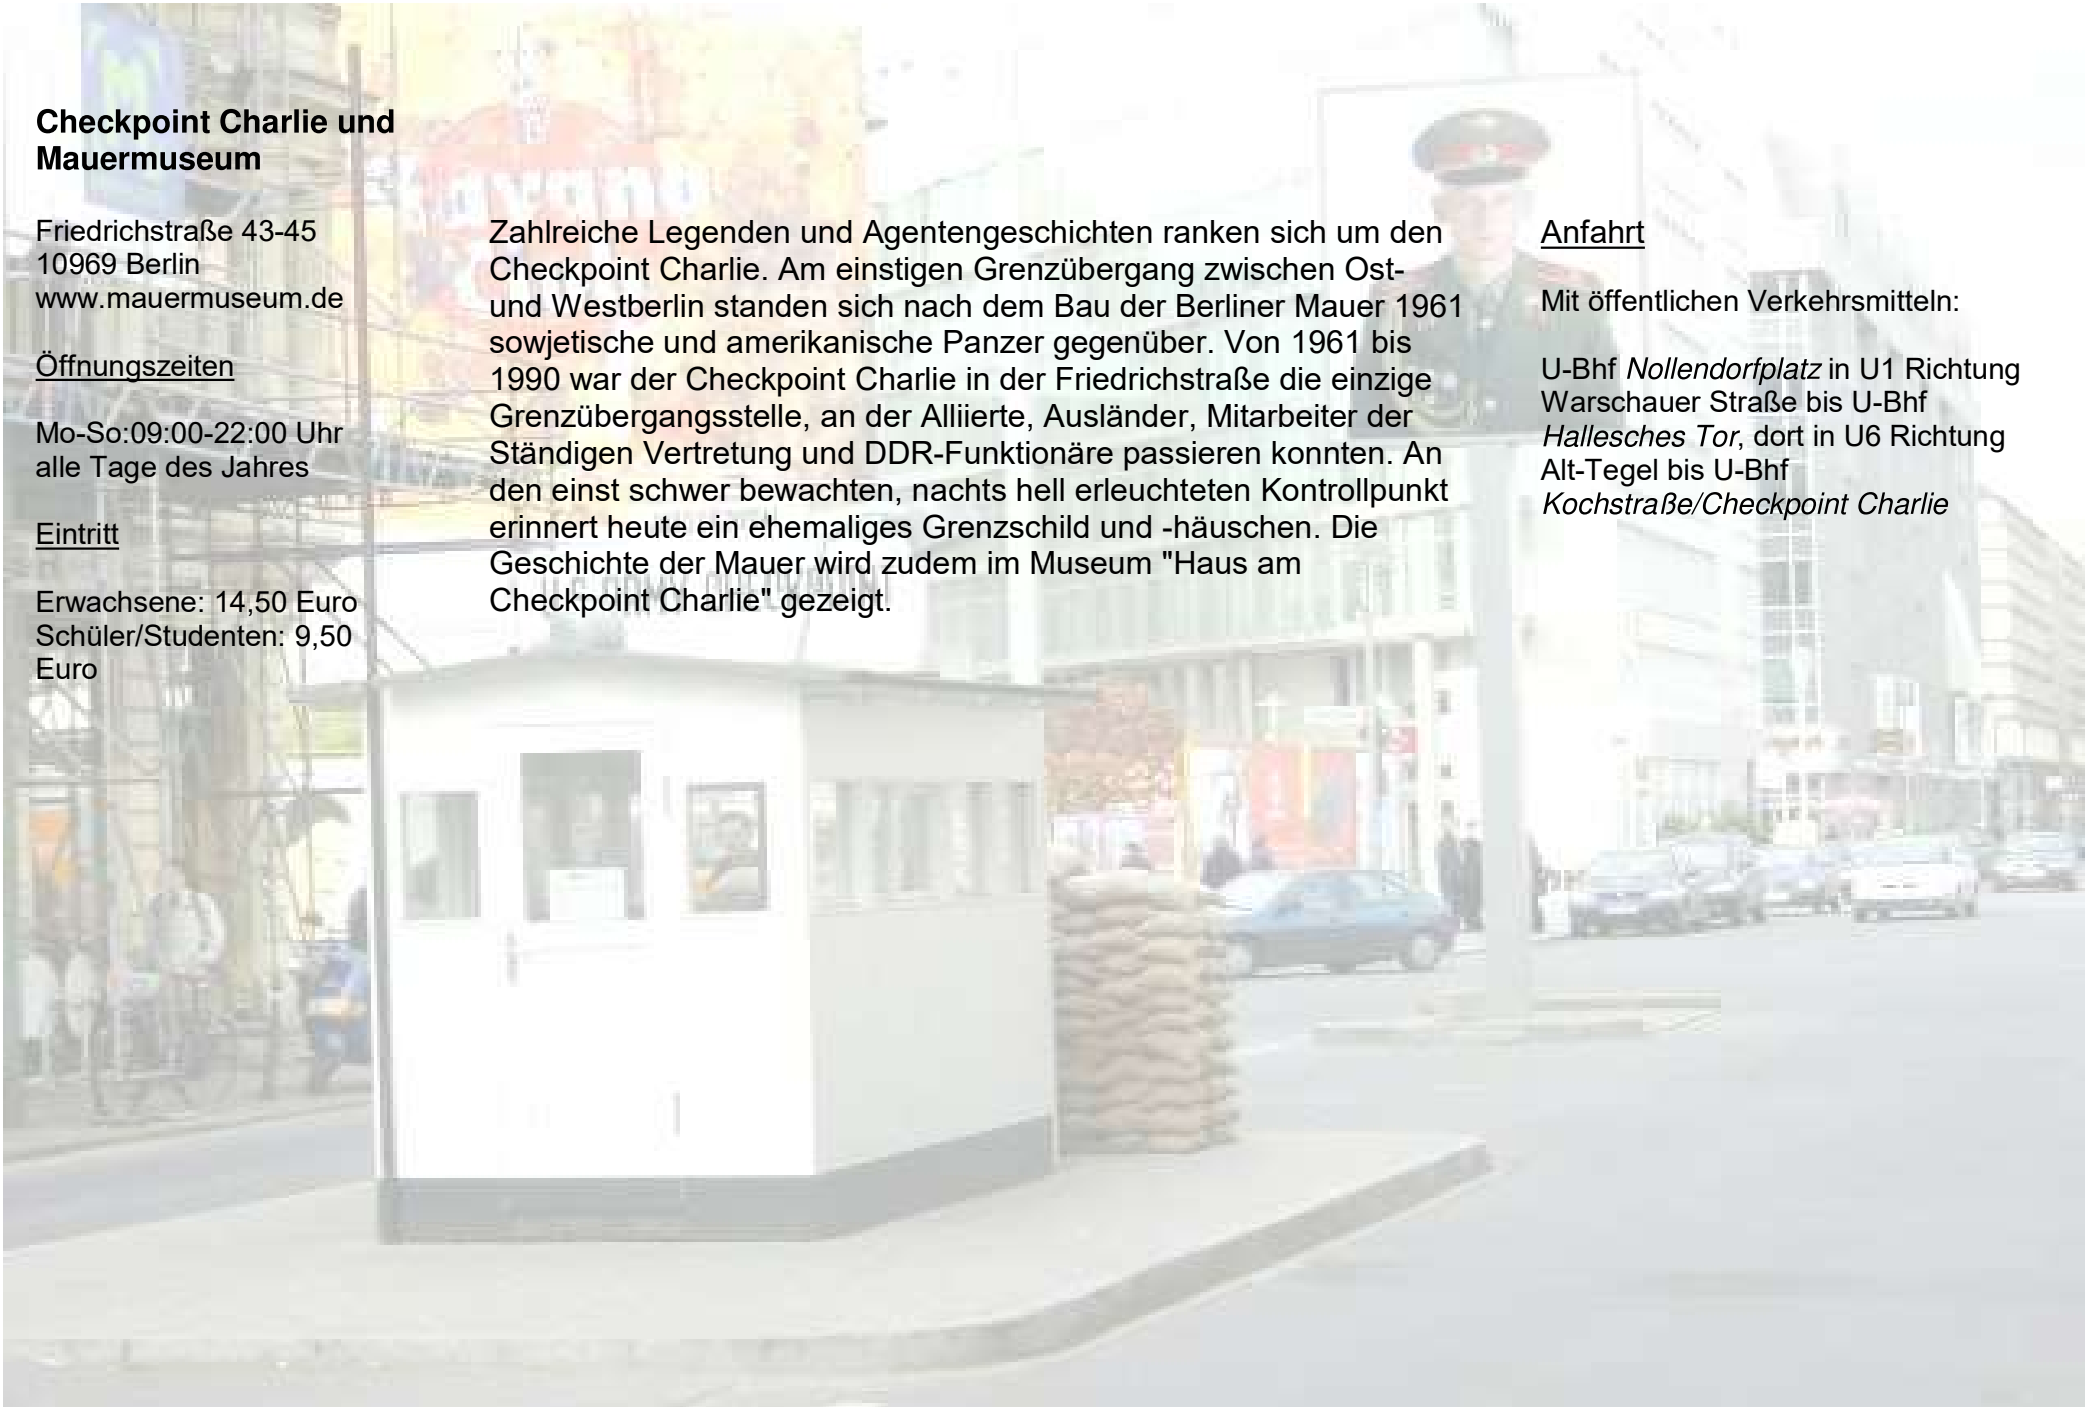 Checkpoint Charlie und
Mauermuseum
Friedrichstraße 43-45
10969 Berlin
www.mauermuseum.de
Öffnungszeiten
Mo-So:09:00-22:00 Uhr
alle Tage des Jahres
Eintritt
Erwachsene: 14,50 Euro
Schüler/Studenten: 9,50
Euro
Zahlreiche Legenden und Agentengeschichten ranken sich um den
Checkpoint Charlie. Am einstigen Grenzübergang zwischen Ost-
und Westberlin standen sich nach dem Bau der Berliner Mauer 1961
sowjetische und amerikanische Panzer gegenüber. Von 1961 bis
1990 war der Checkpoint Charlie in der Friedrichstraße die einzige
Grenzübergangsstelle, an der Alliierte, Ausländer, Mitarbeiter der
Ständigen Vertretung und DDR-Funktionäre passieren konnten. An
den einst schwer bewachten, nachts hell erleuchteten Kontrollpunkt
erinnert heute ein ehemaliges Grenzschild und -häuschen. Die
Geschichte der Mauer wird zudem im Museum "Haus am
Checkpoint Charlie" gezeigt.
Anfahrt
Mit öffentlichen Verkehrsmitteln:
U-Bhf Nollendorfplatz in U1 Richtung
Warschauer Straße bis U-Bhf
Hallesches Tor, dort in U6 Richtung
Alt-Tegel bis U-Bhf
Kochstraße/Checkpoint Charlie
U.S. ARMY CHECKPOINT